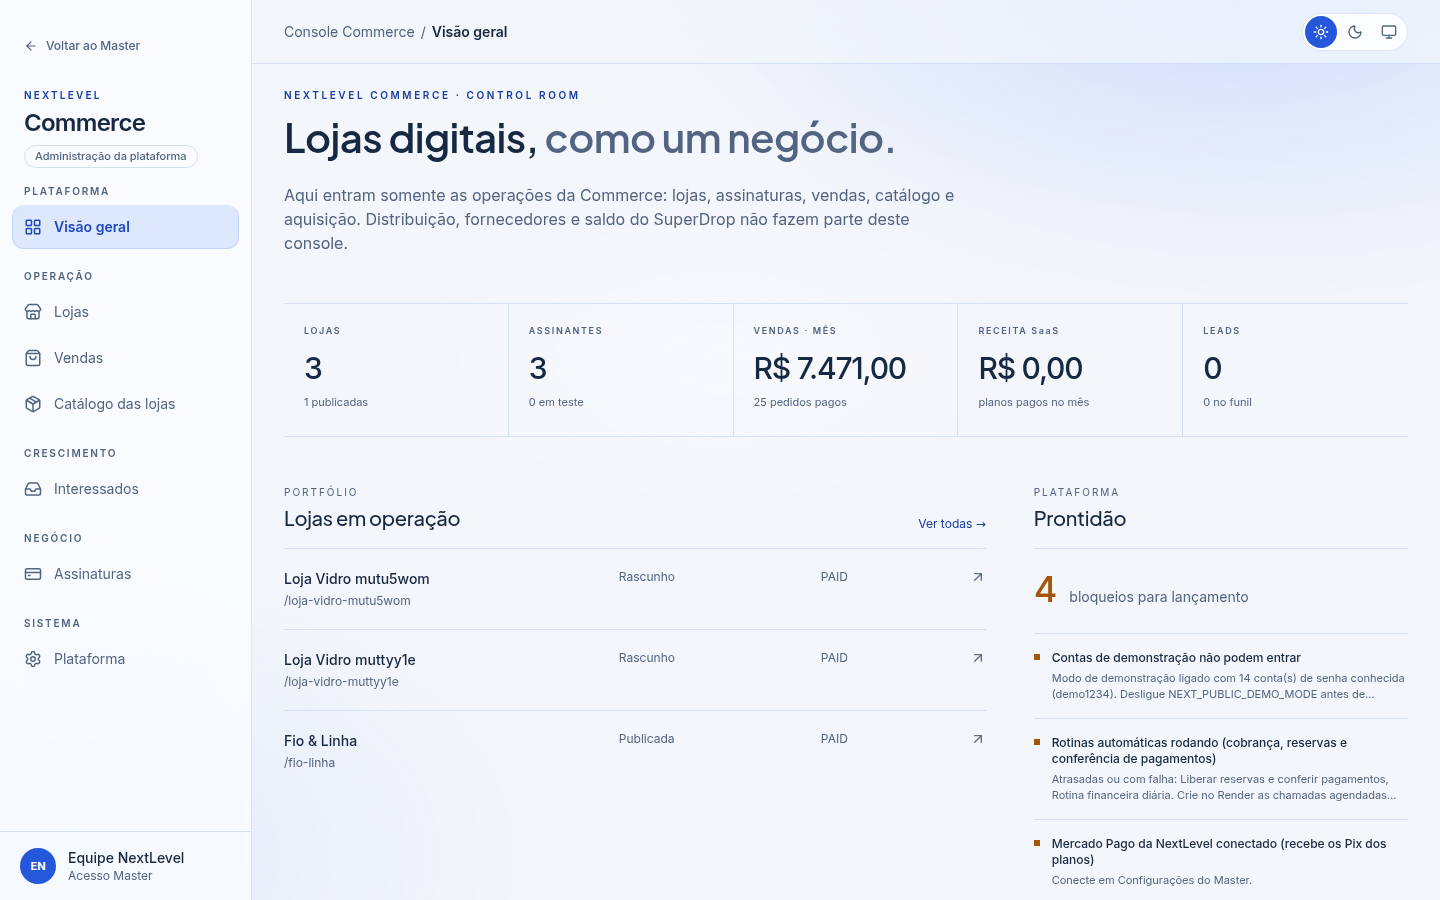 Voltar ao Master
NEXTLEVEL
Commerce
Administração da plataforma
PLATAFORMA
Visão geral
OPERAÇÃO
Lojas
Vendas
Catálogo das lojas
CRESCIMENTO
Interessados
NEGÓCIO
Assinaturas
SISTEMA
Plataforma
EN
Equipe NextLevel
Acesso Master
Console Commerce / Visão geral
NEXTLEVEL COMMERCE · CONTROL ROOM
Lojas digitais, como um negócio.
Aqui entram somente as operações da Commerce: lojas, assinaturas, vendas, catálogo e
aquisição. Distribuição, fornecedores e saldo do SuperDrop não fazem parte deste
console.
LOJAS
3
1 publicadas
ASSINANTES
3
0 em teste
VENDAS · MÊS
R$ 7.471,00
25 pedidos pagos
RECEITA SaaS
R$ 0,00
planos pagos no mês
LEADS
0
0 no funil
PORTFÓLIO
Lojas em operação
Ver todas →
Loja Vidro mutu5wom
/loja-vidro-mutu5wom
Rascunho
PAID
Loja Vidro muttyy1e
/loja-vidro-muttyy1e
Rascunho
PAID
Fio & Linha
/fio-linha
Publicada
PAID
PLATAFORMA
Prontidão
4 bloqueios para lançamento
Contas de demonstração não podem entrar
Modo de demonstração ligado com 14 conta(s) de senha conhecida
(demo1234). Desligue NEXT_PUBLIC_DEMO_MODE antes de...
Rotinas automáticas rodando (cobrança, reservas e
conferência de pagamentos)
Atrasadas ou com falha: Liberar reservas e conferir pagamentos,
Rotina financeira diária. Crie no Render as chamadas agendadas...
Mercado Pago da NextLevel conectado (recebe os Pix dos
planos)
Conecte em Configurações do Master.